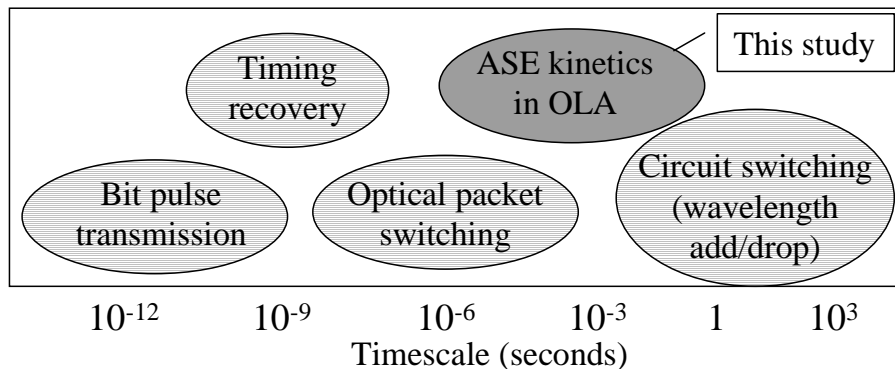 This study
ASE kinetics
in OLA
Timing
recovery
Circuit switching
(wavelength
add/drop)
Bit pulse
transmission
Optical packet
switching
10⁻¹² 10⁻⁹ 10⁻⁶ 10⁻³ 1 10³
Timescale (seconds)